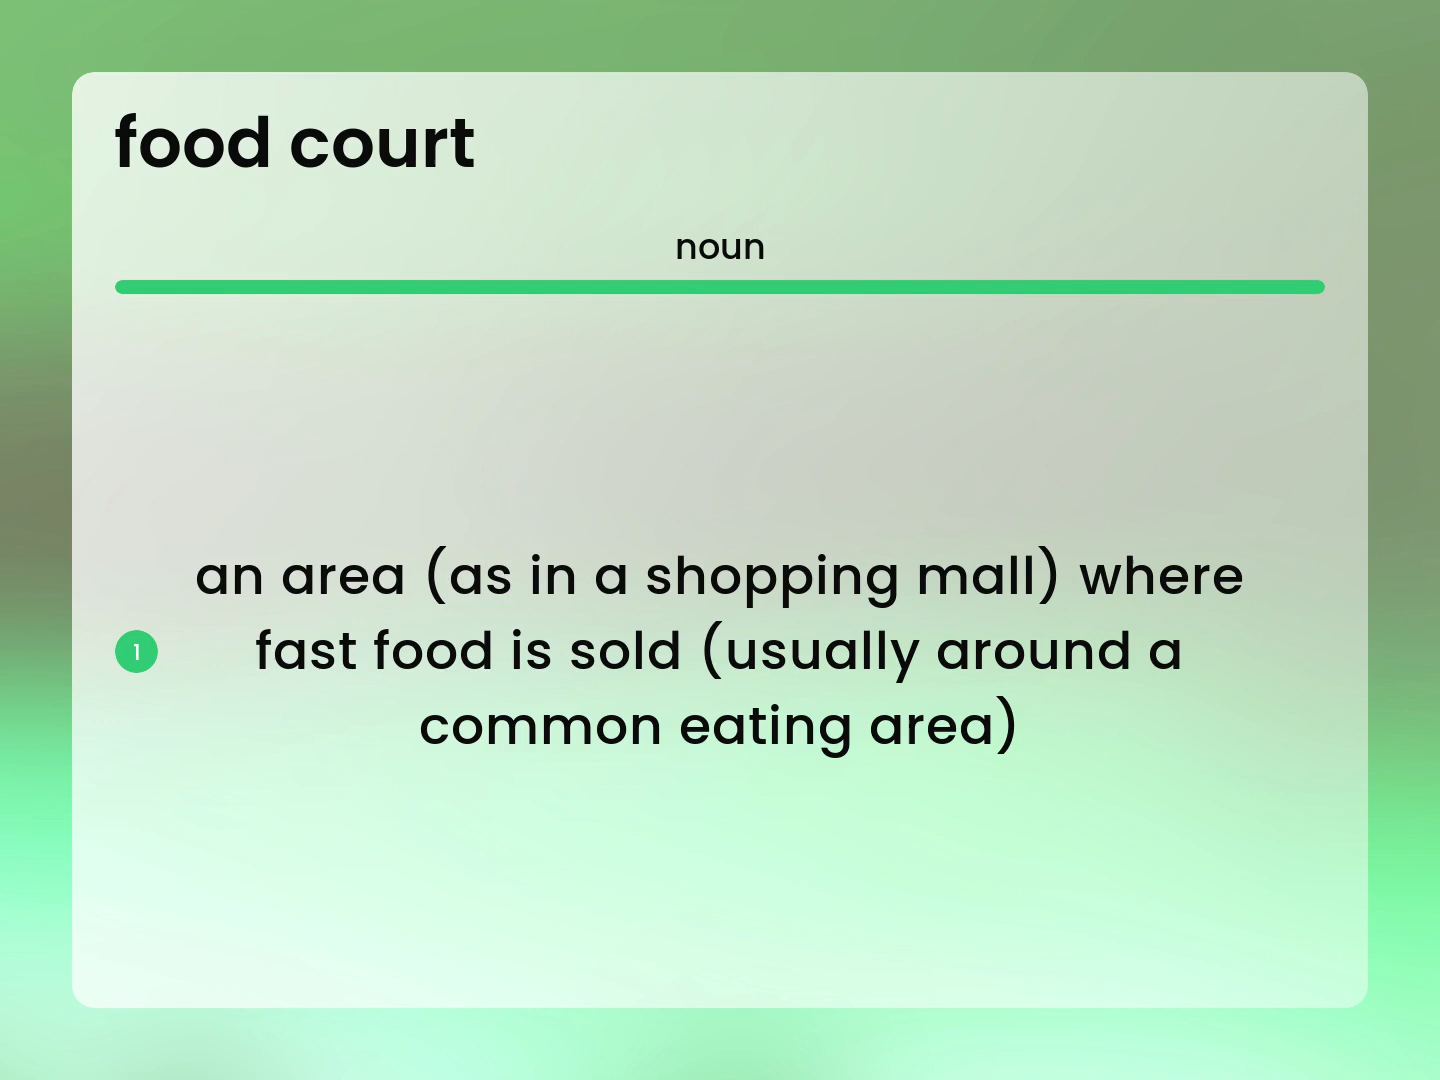 food court
noun
an area (as in a shopping mall) where
1 fast food is sold (usually around a
common eating area)